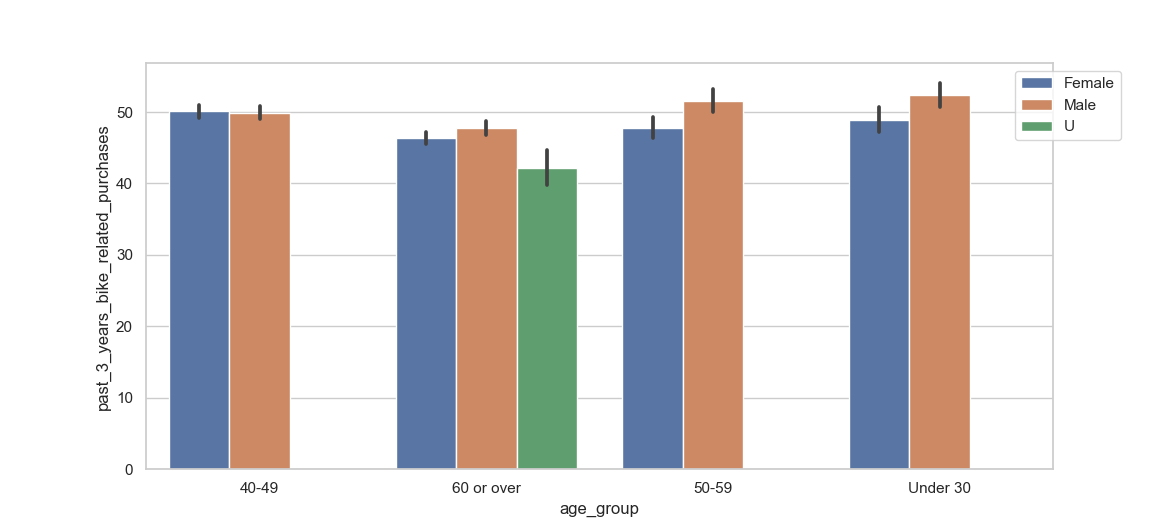 Female
Male
U
past_3_years_bike_related_purchases
50
40
30
20
10
0
40-49
60 or over
50-59
Under 30
age_group